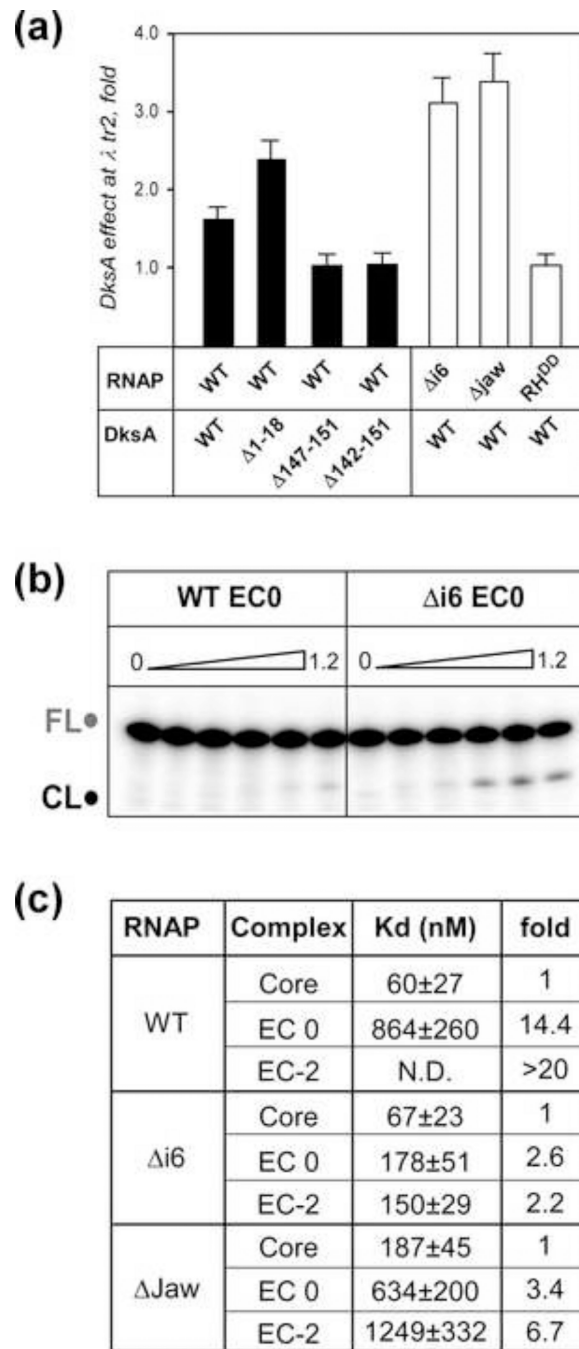 (a)
DksA effect at λ tr2, fold
4.0
3.0
2.0
1.0
RNAP WT WT WT WT Δi6 Δjaw RH^DD
DksA WT Δ1-18 Δ147-151 Δ142-151 WT WT WT
(b)
WT EC0 Δi6 EC0
0 1.2 0 1.2
FL
CL
(c)
RNAP Complex Kd (nM) fold
WT
Core 60±27 1
EC 0 864±260 14.4
EC-2 N.D. >20
Δi6
Core 67±23 1
EC 0 178±51 2.6
EC-2 150±29 2.2
ΔJaw
Core 187±45 1
EC 0 634±200 3.4
EC-2 1249±332 6.7